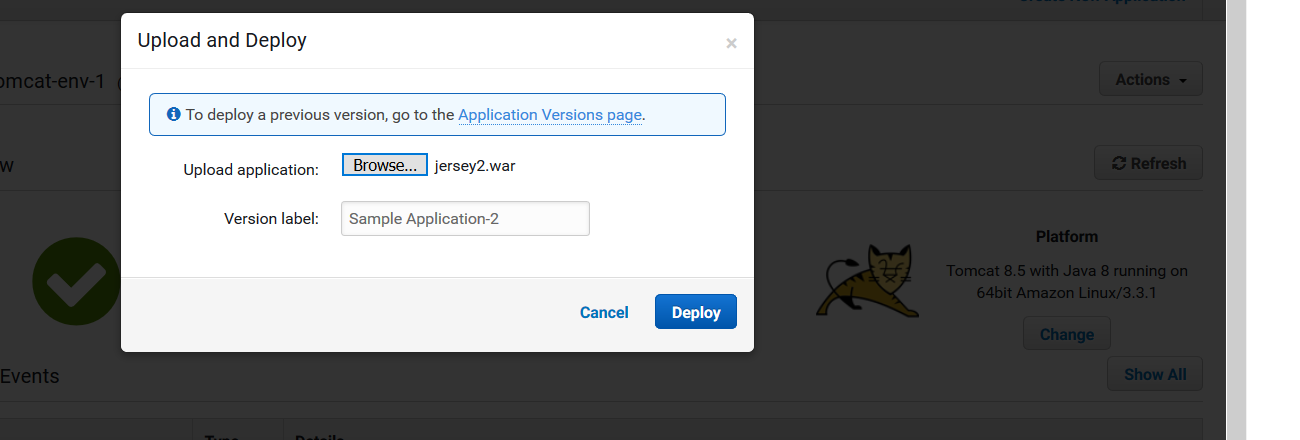 Upload and Deploy
×
omcat-env-1
Actions
To deploy a previous version, go to the Application Versions page.
Upload application: Browse... jersey2.war
Version label: Sample Application-2
Cancel Deploy
w
Refresh
Platform
Tomcat 8.5 with Java 8 running on
64bit Amazon Linux/3.3.1
Change
Events
Show All
Type Details